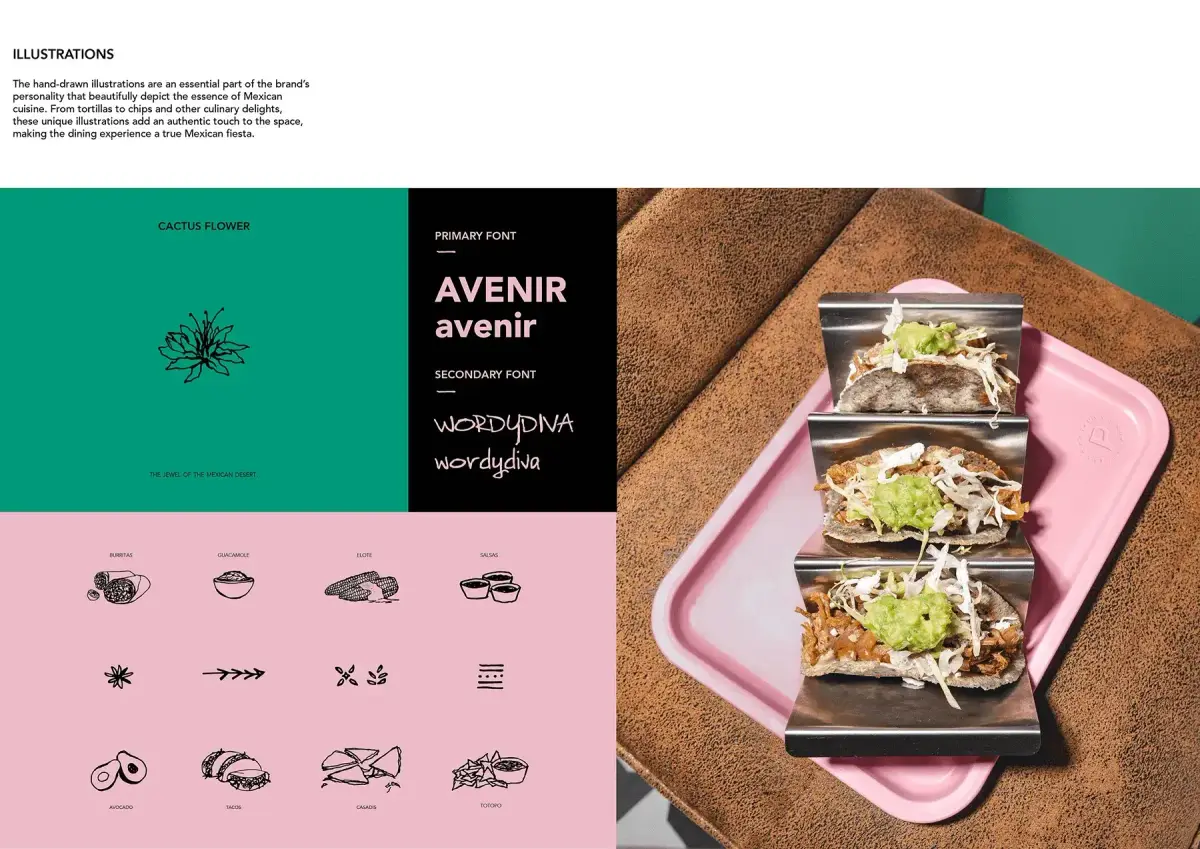 ILLUSTRATIONS
The hand-drawn illustrations are an essential part of the brand's
personality that beautifully depict the essence of Mexican
cuisine. From tortillas to chips and other culinary delights,
these unique illustrations add an authentic touch to the space,
making the dining experience a true Mexican fiesta.
CACTUS FLOWER
THE JEWEL OF THE MEXICAN DESERT
PRIMARY FONT
AVENIR
avenir
SECONDARY FONT
WORDYDIVA
wordydiva
BURRITAS
GUACAMOLE
ELOTE
SALSAS
AVOCADO
TACOS
CASADIS
TOTOPO